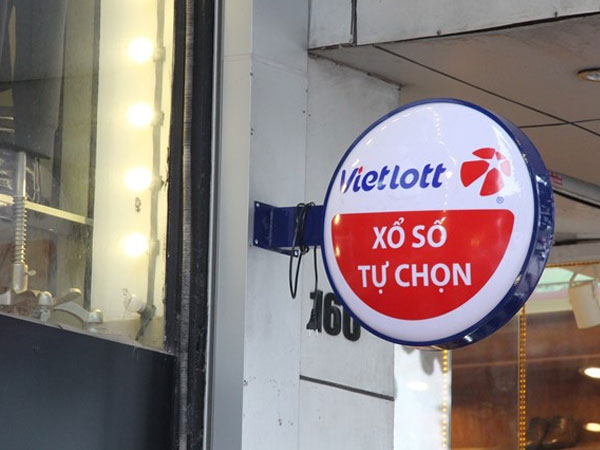 Vietlott
XỔ SỐ
TỰ CHỌN
160